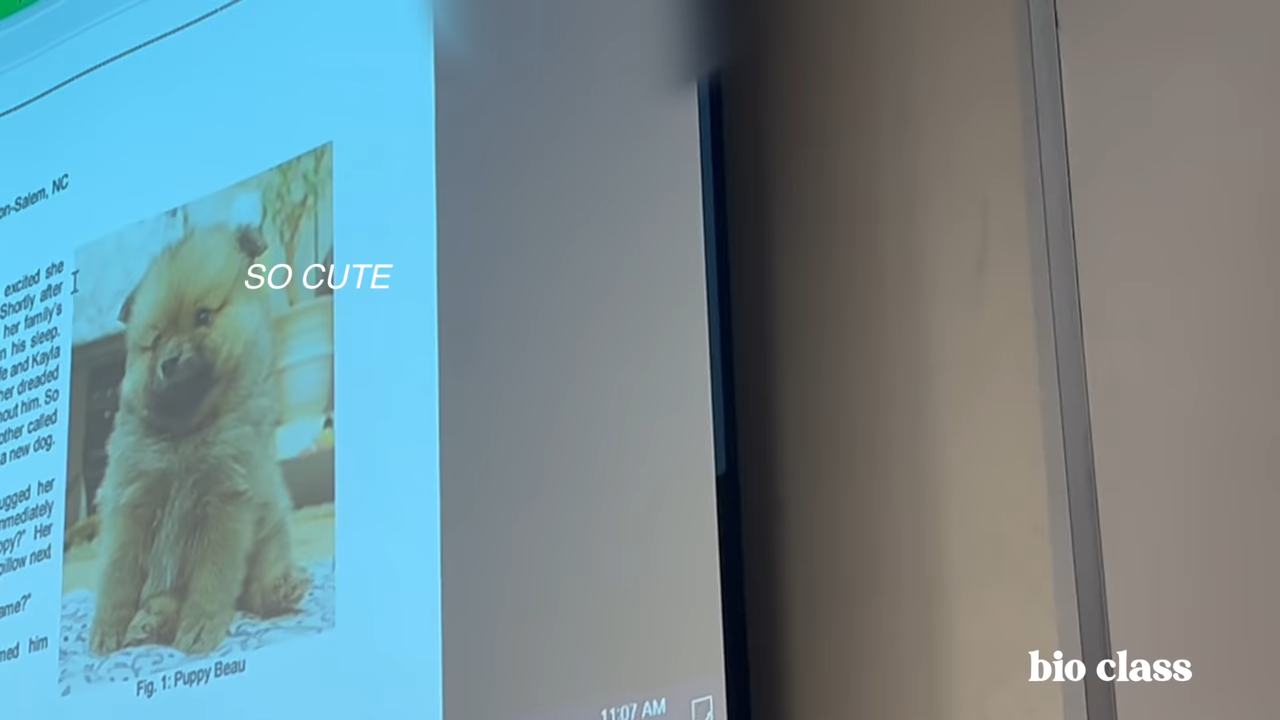 on-Salem, NC
excited she
Shortly after
her family's
n his sleep.
le and Kayla
her dreaded
hout him. So
other called
a new dog.
ugged her
mmediately
ppy?" Her
pillow next
ame?"
med him
Fig. 1: Puppy Beau
SO CUTE
11:07 AM
bio class